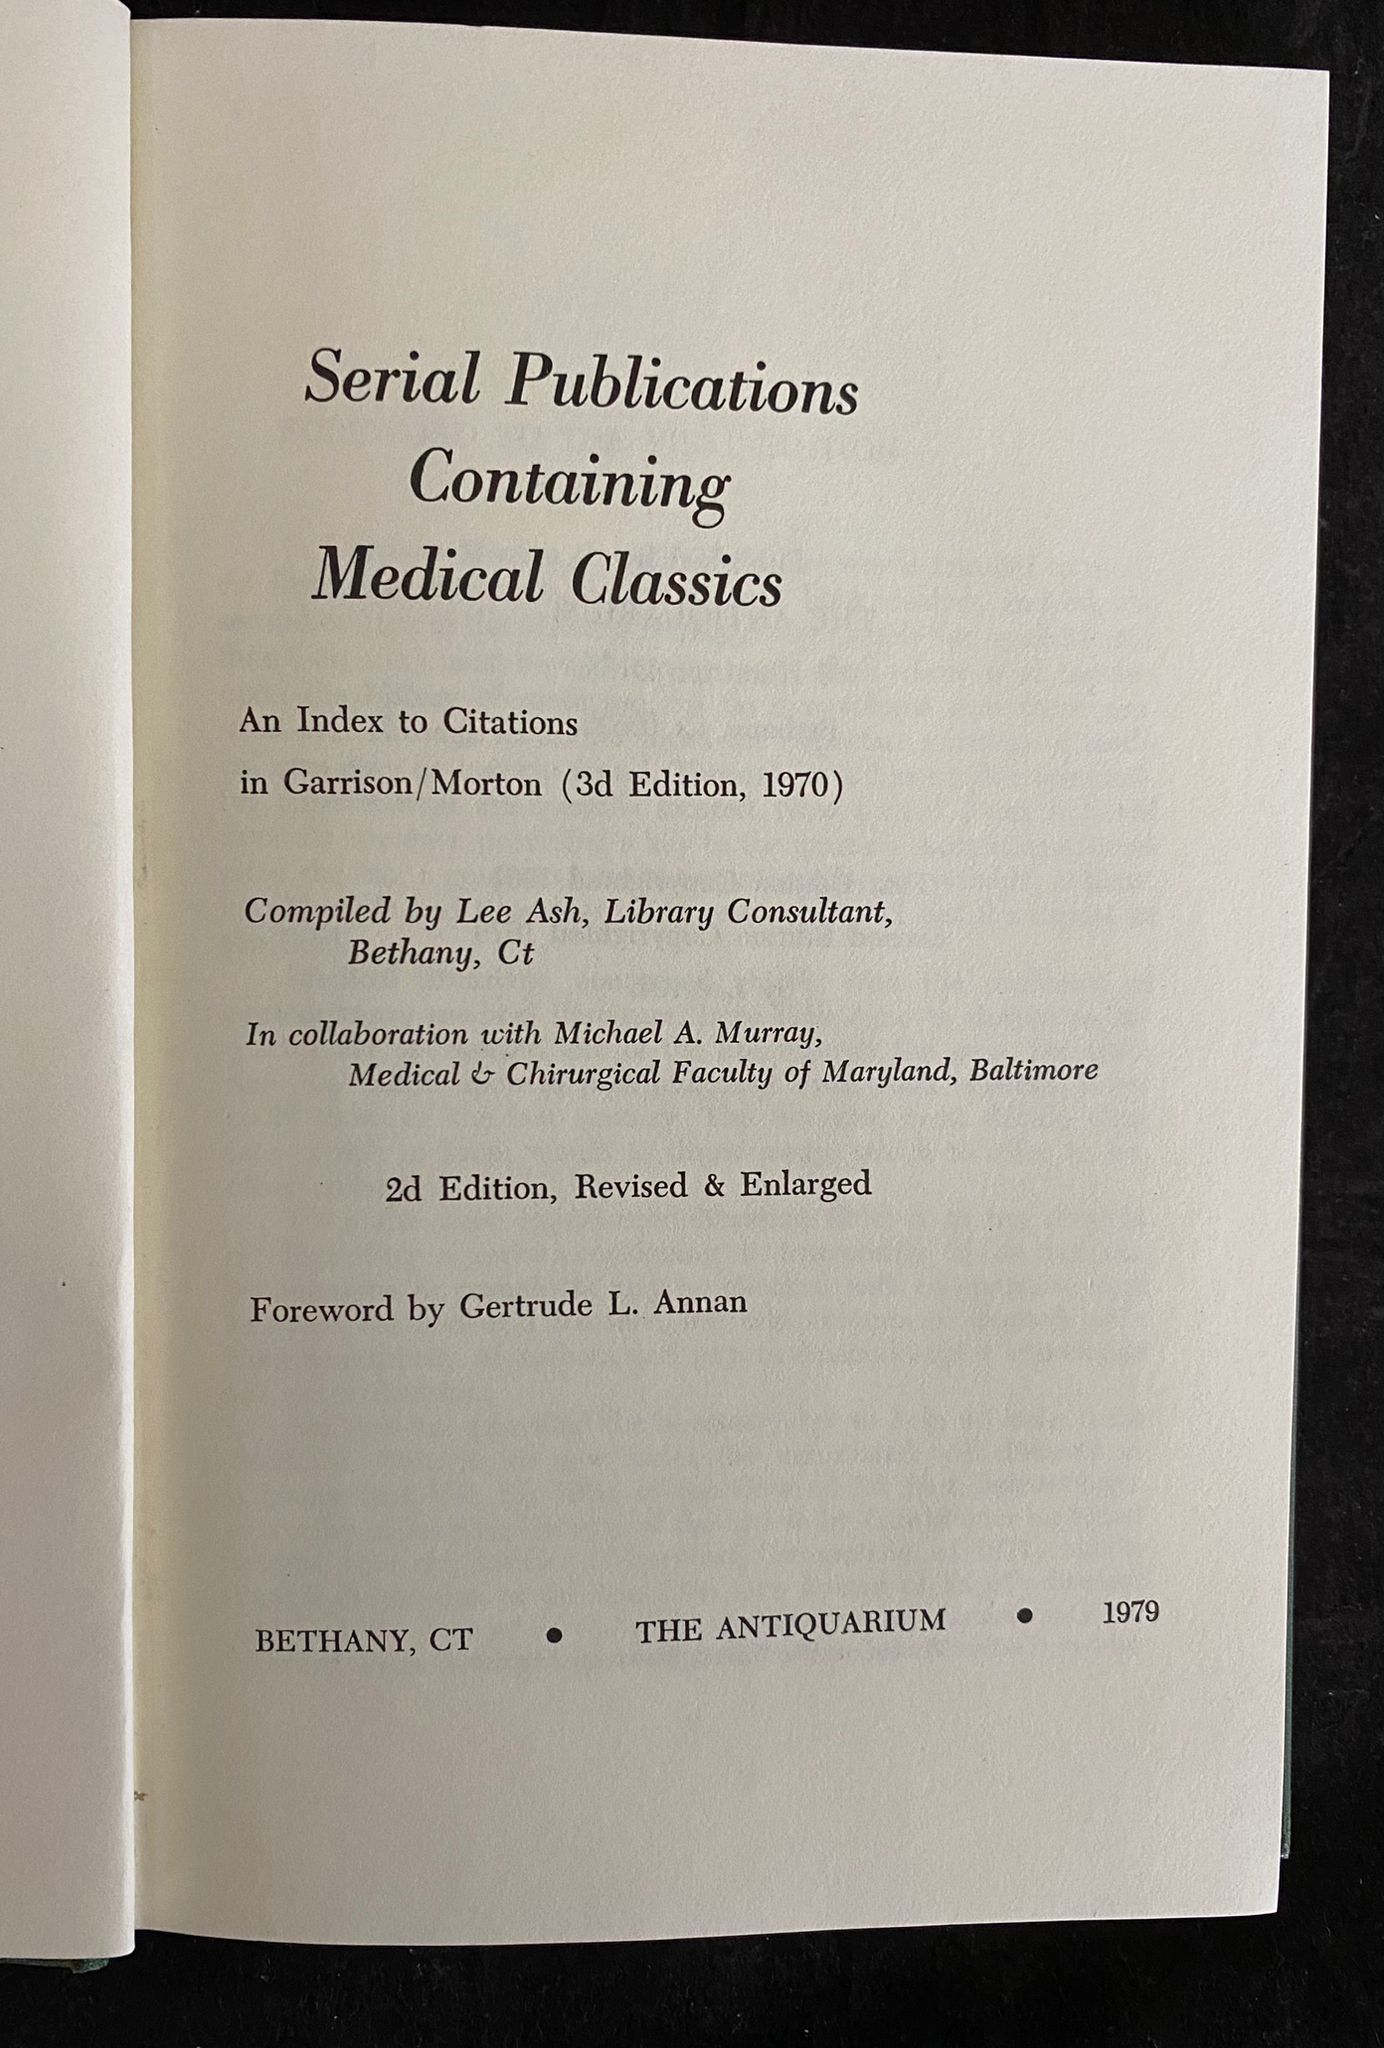 Serial Publications
Containing
Medical Classics
An Index to Citations
in Garrison/Morton (3d Edition, 1970)
Compiled by Lee Ash, Library Consultant,
Bethany, Ct
In collaboration with Michael A. Murray,
Medical & Chirurgical Faculty of Maryland, Baltimore
2d Edition, Revised & Enlarged
Foreword by Gertrude L. Annan
BETHANY, CT • THE ANTIQUARIUM • 1979